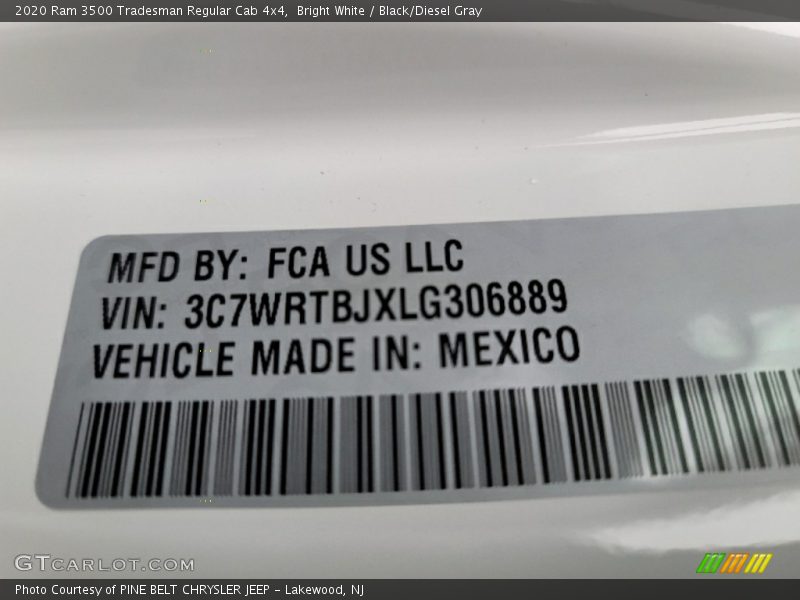 2020 Ram 3500 Tradesman Regular Cab 4x4,  Bright White / Black/Diesel Gray
MFD BY: FCA US LLC
VIN: 3C7WRTBJXLG306889
VEHICLE MADE IN: MEXICO
GTCARLOT.COM
Photo Courtesy of PINE BELT CHRYSLER JEEP - Lakewood, NJ